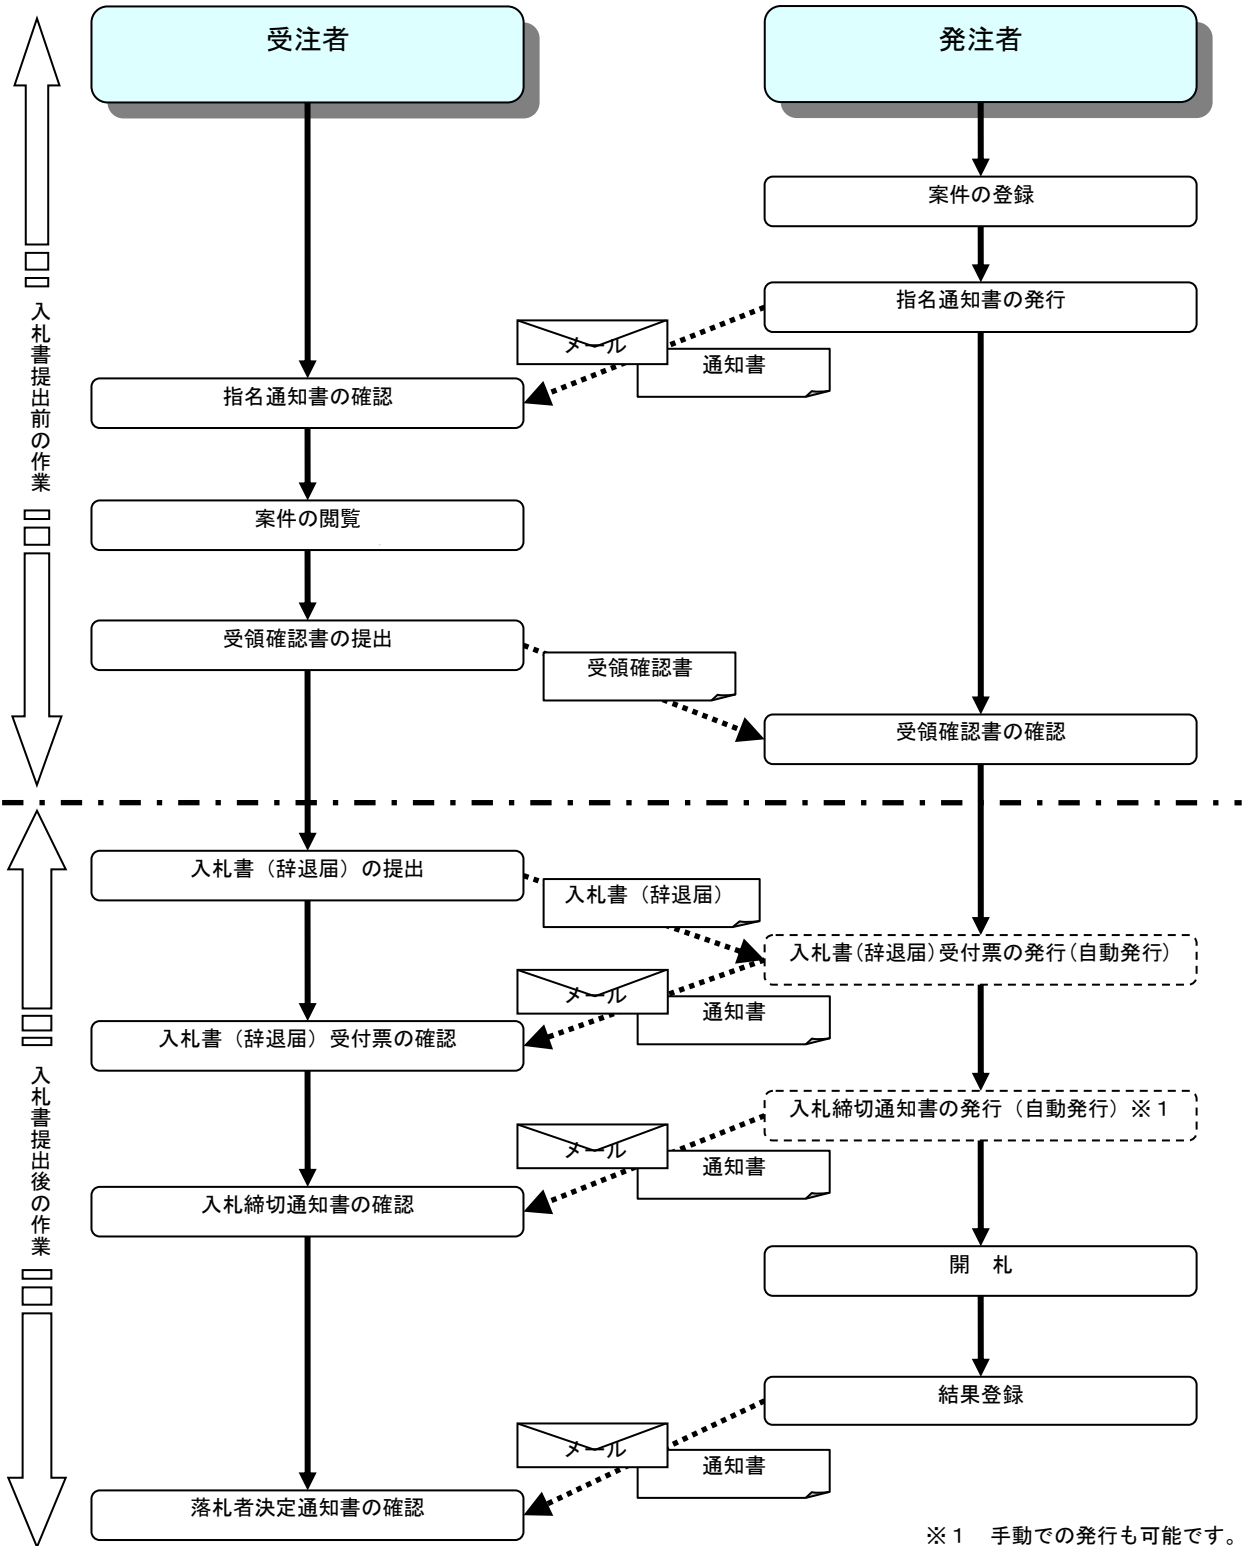 受注者
発注者
案件の登録
指名通知書の発行
メール
通知書
指名通知書の確認
入札書提出前の作業
案件の閲覧
受領確認書の提出
受領確認書
受領確認書の確認
入札書（辞退届）の提出
入札書（辞退届）
入札書(辞退届)受付票の発行(自動発行)
メール
通知書
入札書（辞退届）受付票の確認
入札書提出後の作業
入札締切通知書の発行（自動発行）※１
メール
通知書
入札締切通知書の確認
開　札
結果登録
メール
通知書
落札者決定通知書の確認
※１　手動での発行も可能です。